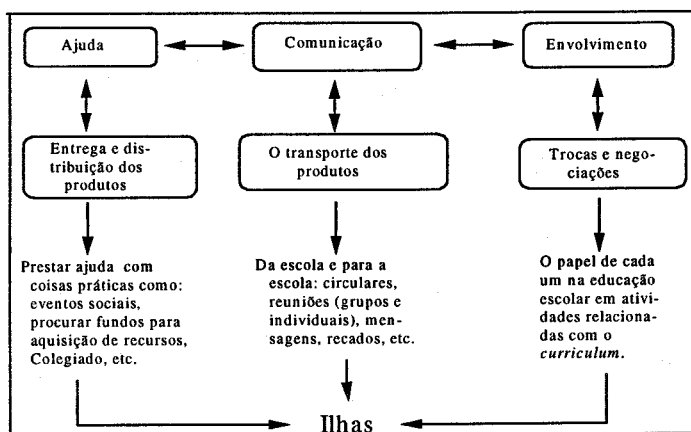 Ajuda
Comunicação
Envolvimento
Entrega e dis-
tribuição dos
produtos
O transporte dos
produtos
Trocas e nego-
ciações
Prestar ajuda com
coisas práticas como:
eventos sociais,
procurar fundos para
aquisição de recursos,
Colegiado, etc.
Da escola e para a
escola: circulares,
reuniões (grupos e
individuais), men-
sagens, recados, etc.
O papel de cada
um na educação
escolar em ativi-
dades relaciona-
das com o
curriculum.
Ilhas